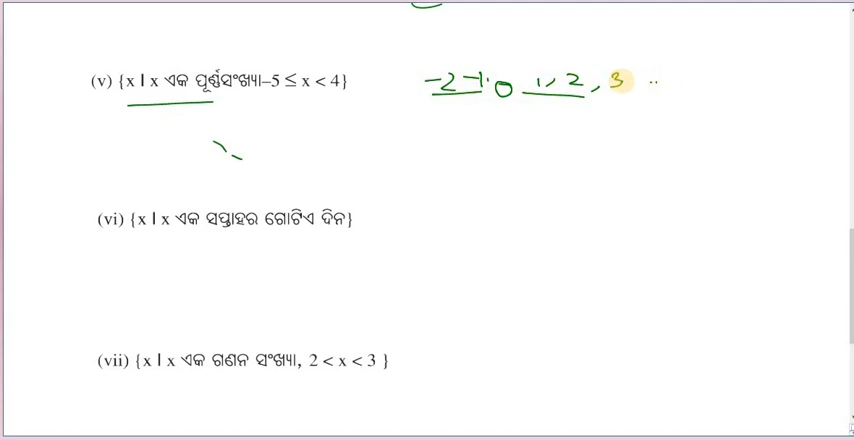 (v) {x I x ଏକ ପୂର୍ଣ୍ଣସଂଖ୍ୟା–5 ≤ x < 4} -2 -1 0 1, 2, 3 ..
(vi) {x I x ଏକ ସପ୍ତାହର ଗୋଟିଏ ଦିନ}
(vii) {x I x ଏକ ଗଣନ ସଂଖ୍ୟା, 2 < x < 3 }